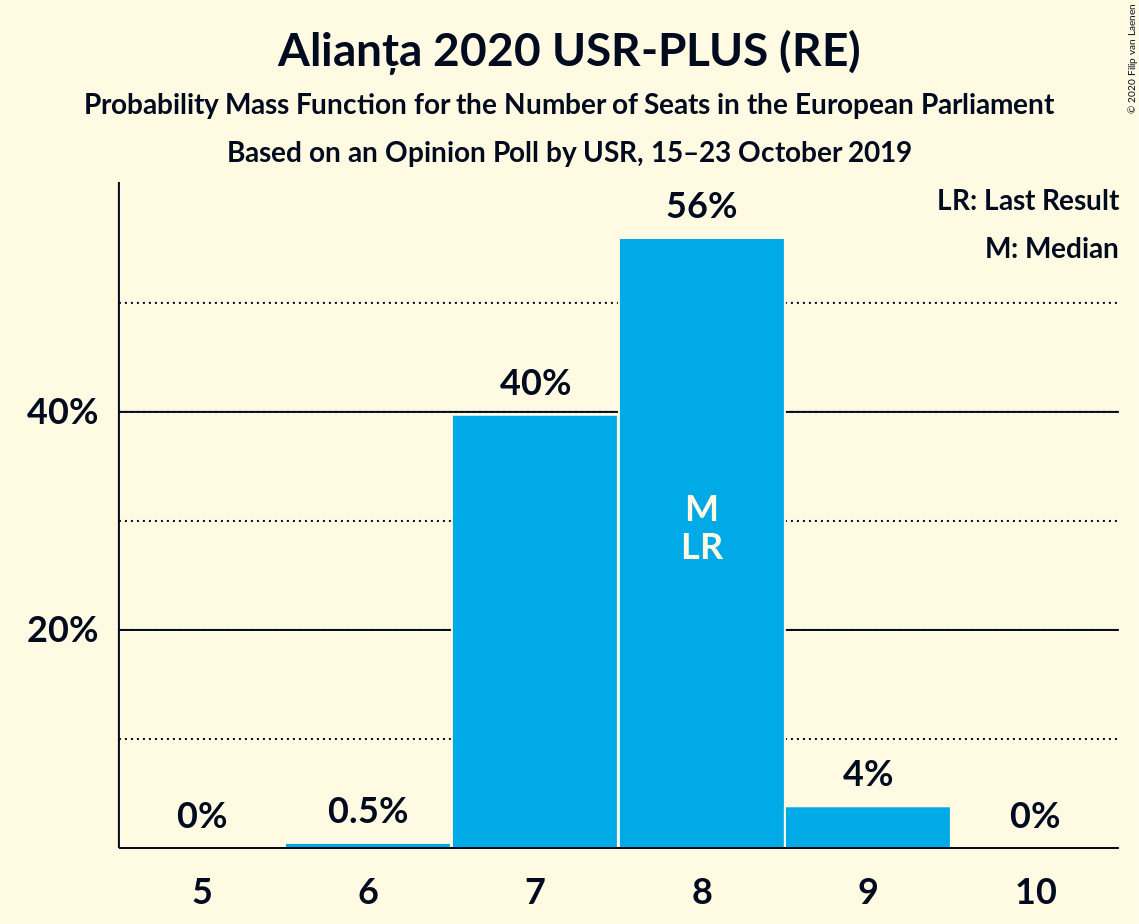 Alianța 2020 USR-PLUS (RE)
Probability Mass Function for the Number of Seats in the European Parliament
Based on an Opinion Poll by USR, 15–23 October 2019
© 2020 Filip van Laenen
LR: Last Result
M: Median
56%
40%
40%
M
LR
20%
4%
0.5%
0%
0%
5
6
7
8
9
10